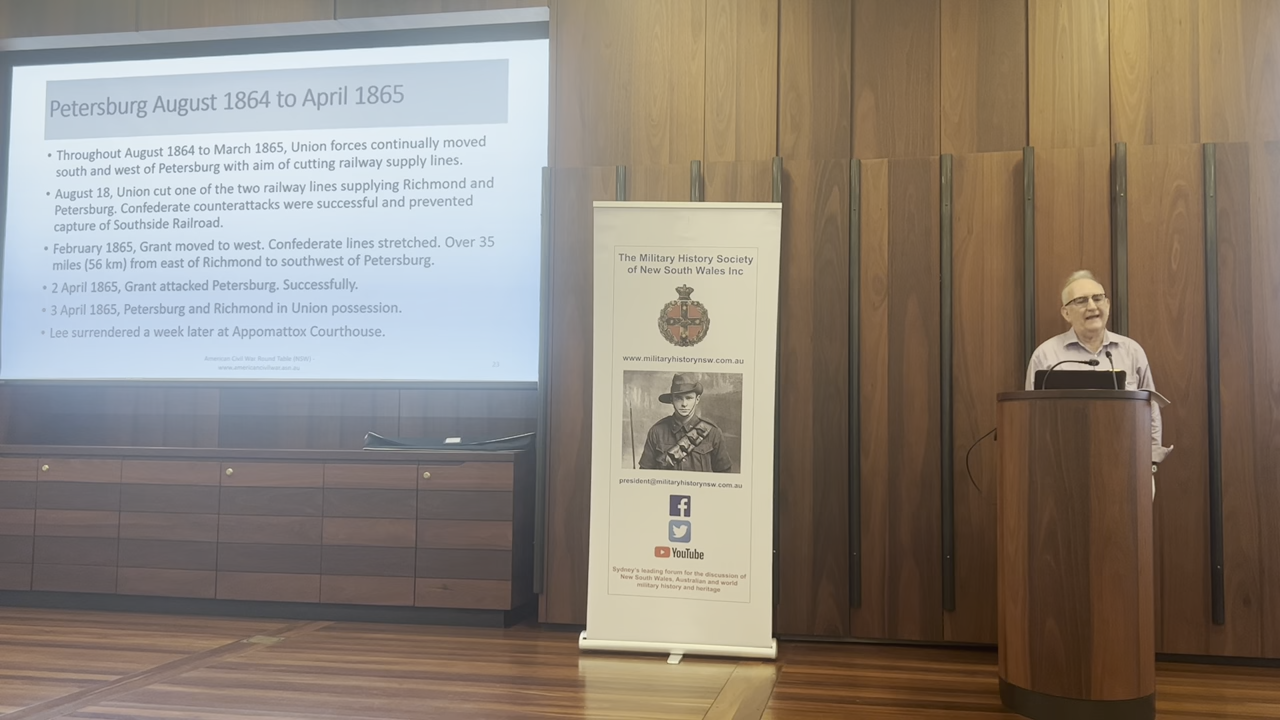 Petersburg August 1864 to April 1865
• Throughout August 1864 to March 1865, Union forces continually moved
south and west of Petersburg with aim of cutting railway supply lines.
• August 18, Union cut one of the two railway lines supplying Richmond and
Petersburg. Confederate counterattacks were successful and prevented
capture of Southside Railroad.
• February 1865, Grant moved to west. Confederate lines stretched. Over 35
miles (56 km) from east of Richmond to southwest of Petersburg.
• 2 April 1865, Grant attacked Petersburg. Successfully.
• 3 April 1865, Petersburg and Richmond in Union possession.
• Lee surrendered a week later at Appomattox Courthouse.
American Civil War Round Table (NSW) -
The Military History Society
of New South Wales Inc
www.militaryhistorynsw.com.au
president@militaryhistorynsw.com.au
f
YouTube
Sydney's leading forum for the discussion of
New South Wales, Australian and world
military history and heritage